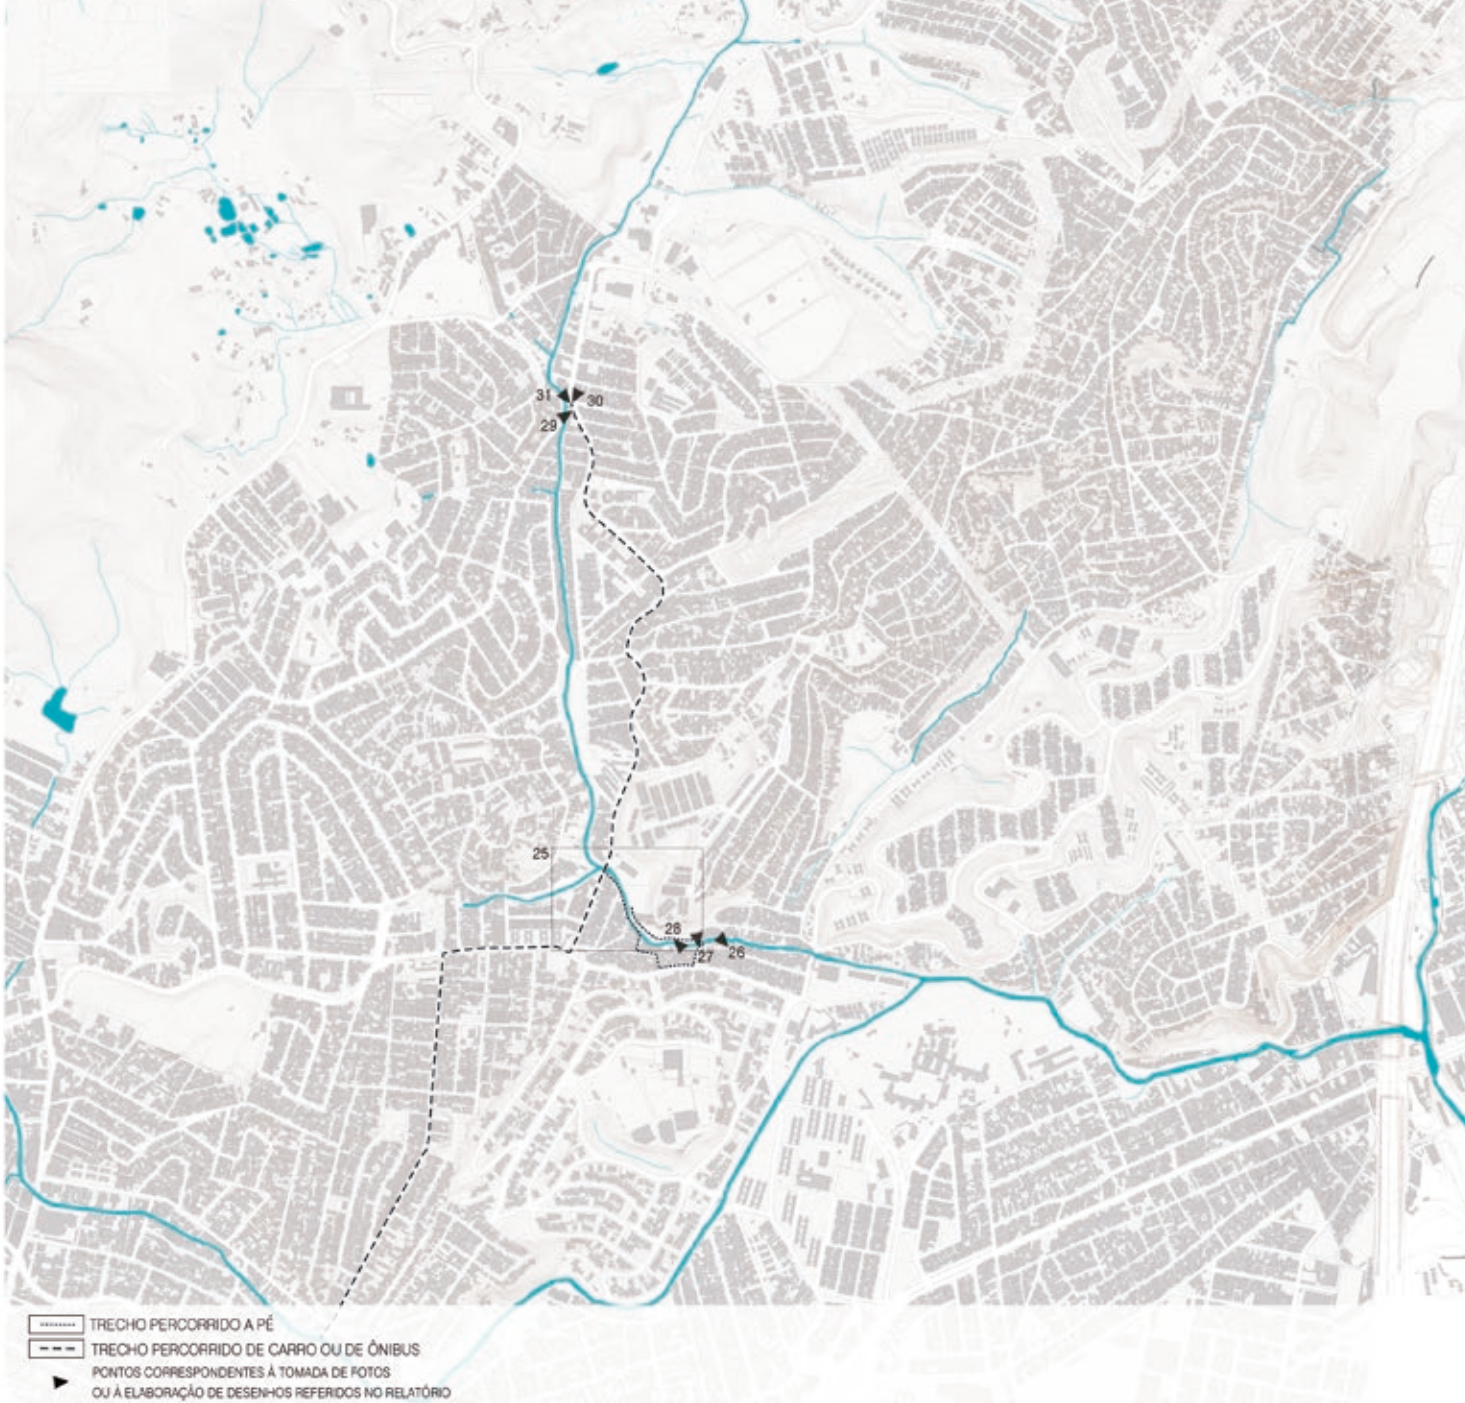 31
30
29
25
28
27
26
TRECHO PERCORRIDO A PÉ
TRECHO PERCORRIDO DE CARRO OU DE ÔNIBUS
PONTOS CORRESPONDENTES À TOMADA DE FOTOS
OU À ELABORAÇÃO DE DESENHOS REFERIDOS NO RELATÓRIO